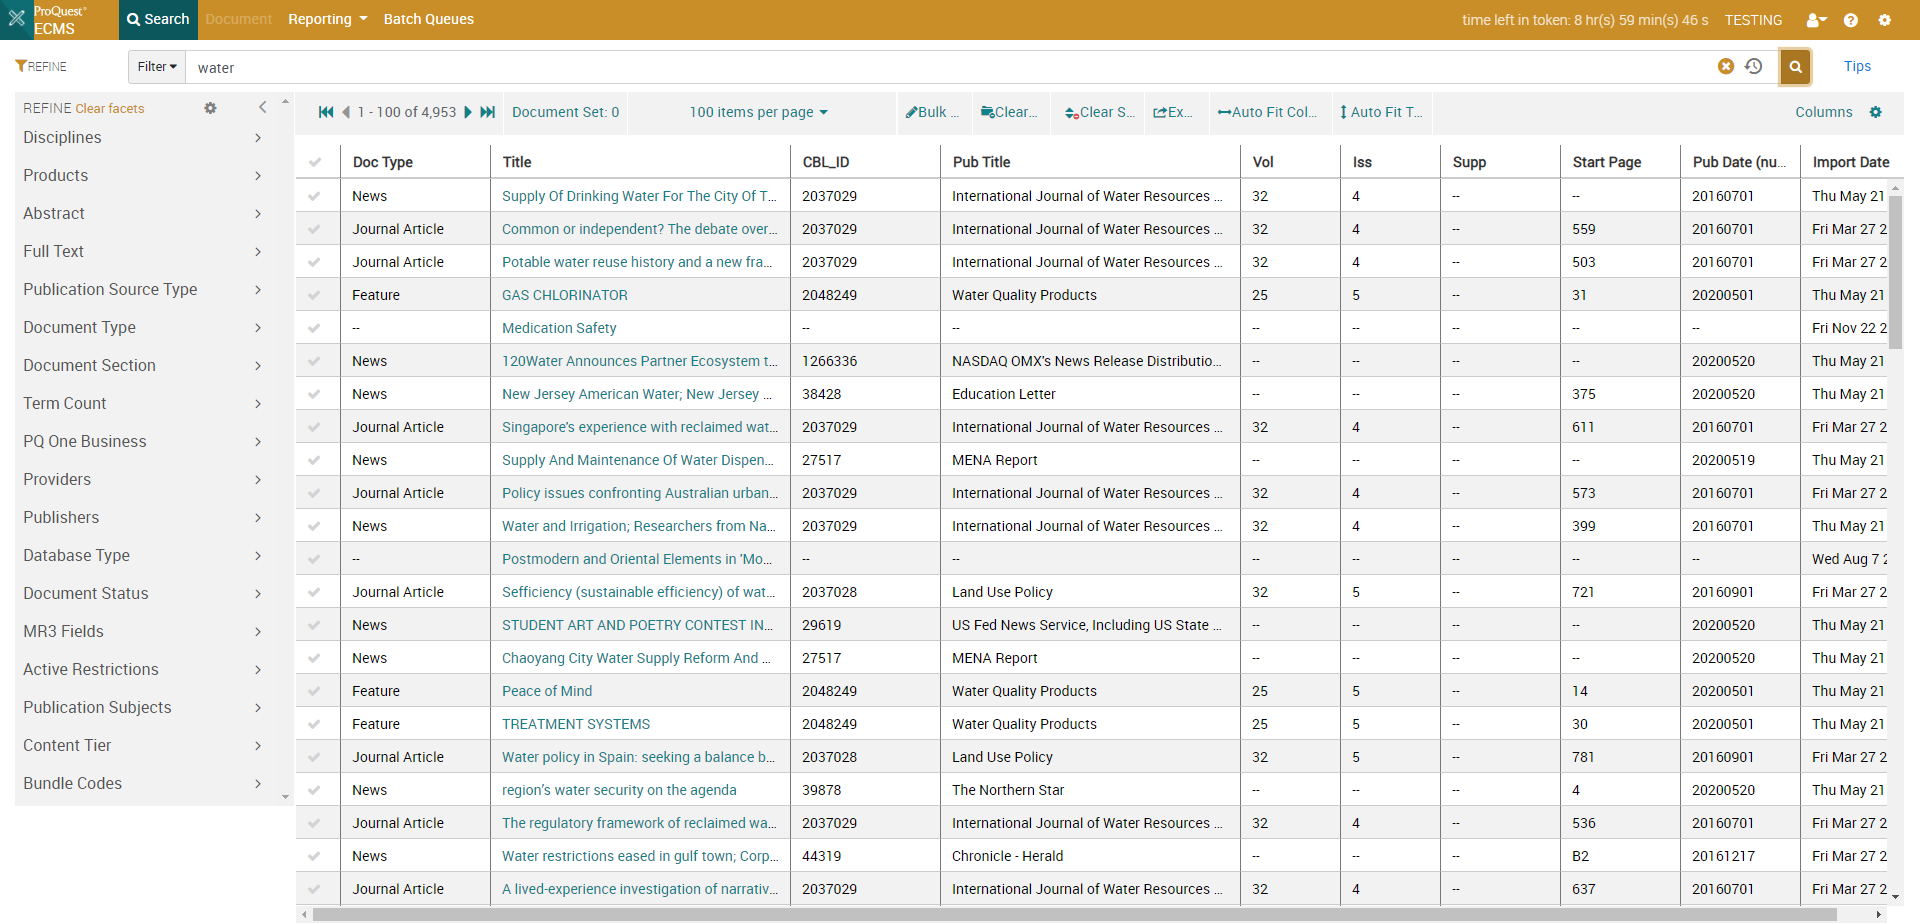 ProQuest® ECMS Search Document Reporting Batch Queues time left in token: 8 hr(s) 59 min(s) 46 s TESTING
REFINE Filter water Tips
REFINE Clear facets
1 - 100 of 4,953 Document Set: 0 100 items per page Bulk ... Clear... Clear S... Ex... Auto Fit Col... Auto Fit T... Columns
Disciplines
Products
Abstract
Full Text
Publication Source Type
Document Type
Document Section
Term Count
PQ One Business
Providers
Publishers
Database Type
Document Status
MR3 Fields
Active Restrictions
Publication Subjects
Content Tier
Bundle Codes
Doc Type Title CBL_ID Pub Title Vol Iss Supp Start Page Pub Date (nu... Import Date
News Supply Of Drinking Water For The City Of T... 2037029 International Journal of Water Resources ... 32 4 -- -- 20160701 Thu May 21
Journal Article Common or independent? The debate over... 2037029 International Journal of Water Resources ... 32 4 -- 559 20160701 Fri Mar 27 2
Journal Article Potable water reuse history and a new fra... 2037029 International Journal of Water Resources ... 32 4 -- 503 20160701 Fri Mar 27 2
Feature GAS CHLORINATOR 2048249 Water Quality Products 25 5 -- 31 20200501 Thu May 21
-- Medication Safety -- -- -- -- -- -- -- Fri Nov 22 2
News 120Water Announces Partner Ecosystem t... 1266336 NASDAQ OMX's News Release Distributio... -- -- -- -- 20200520 Thu May 21
News New Jersey American Water; New Jersey ... 38428 Education Letter -- -- -- 375 20200520 Thu May 21
Journal Article Singapore's experience with reclaimed wat... 2037029 International Journal of Water Resources ... 32 4 -- 611 20160701 Fri Mar 27 2
News Supply And Maintenance Of Water Dispen... 27517 MENA Report -- -- -- -- 20200519 Thu May 21
Journal Article Policy issues confronting Australian urban... 2037029 International Journal of Water Resources ... 32 4 -- 573 20160701 Fri Mar 27 2
News Water and Irrigation; Researchers from Na... 2037029 International Journal of Water Resources ... 32 4 -- 399 20160701 Fri Mar 27 2
-- Postmodern and Oriental Elements in 'Mo... -- -- -- -- -- -- -- Wed Aug 7 2
Journal Article Sefficiency (sustainable efficiency) of wat... 2037028 Land Use Policy 32 5 -- 721 20160901 Fri Mar 27 2
News STUDENT ART AND POETRY CONTEST IN... 29619 US Fed News Service, Including US State ... -- -- -- -- 20200520 Thu May 21
News Chaoyang City Water Supply Reform And ... 27517 MENA Report -- -- -- -- 20200520 Thu May 21
Feature Peace of Mind 2048249 Water Quality Products 25 5 -- 14 20200501 Thu May 21
Feature TREATMENT SYSTEMS 2048249 Water Quality Products 25 5 -- 30 20200501 Thu May 21
Journal Article Water policy in Spain: seeking a balance b... 2037028 Land Use Policy 32 5 -- 781 20160901 Fri Mar 27 2
News region's water security on the agenda 39878 The Northern Star -- -- -- 4 20200520 Thu May 21
Journal Article The regulatory framework of reclaimed wa... 2037029 International Journal of Water Resources ... 32 4 -- 536 20160701 Fri Mar 27 2
News Water restrictions eased in gulf town; Corp... 44319 Chronicle - Herald -- -- -- B2 20161217 Fri Mar 27 2
Journal Article A lived-experience investigation of narrativ... 2037029 International Journal of Water Resources ... 32 4 -- 637 20160701 Fri Mar 27 2